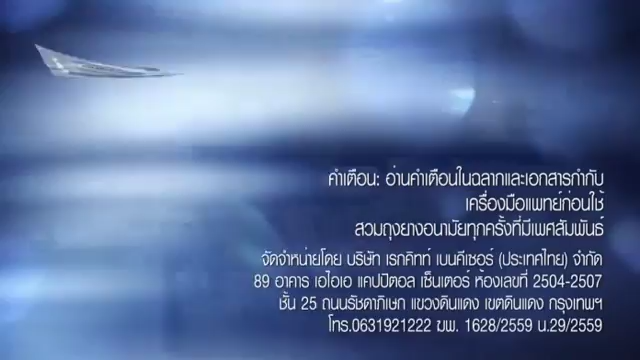 คำเตือน: อ่านคำเตือนในฉลากและเอกสารกำกับ
เครื่องมือแพทย์ก่อนใช้
สวมถุงยางอนามัยทุกครั้งที่มีเพศสัมพันธ์
จัดจำหน่ายโดย บริษัท เรกคิทท์ เบนคีเซอร์ (ประเทศไทย) จำกัด
89 อาคาร เอไอเอ แคปปิตอล เซ็นเตอร์ ห้องเลขที่ 2504-2507
ชั้น 25 ถนนรัชดาภิเษก แขวงดินแดง เขตดินแดง กรุงเทพฯ
โทร.0631921222 ฆพ. 1628/2559 น.29/2559